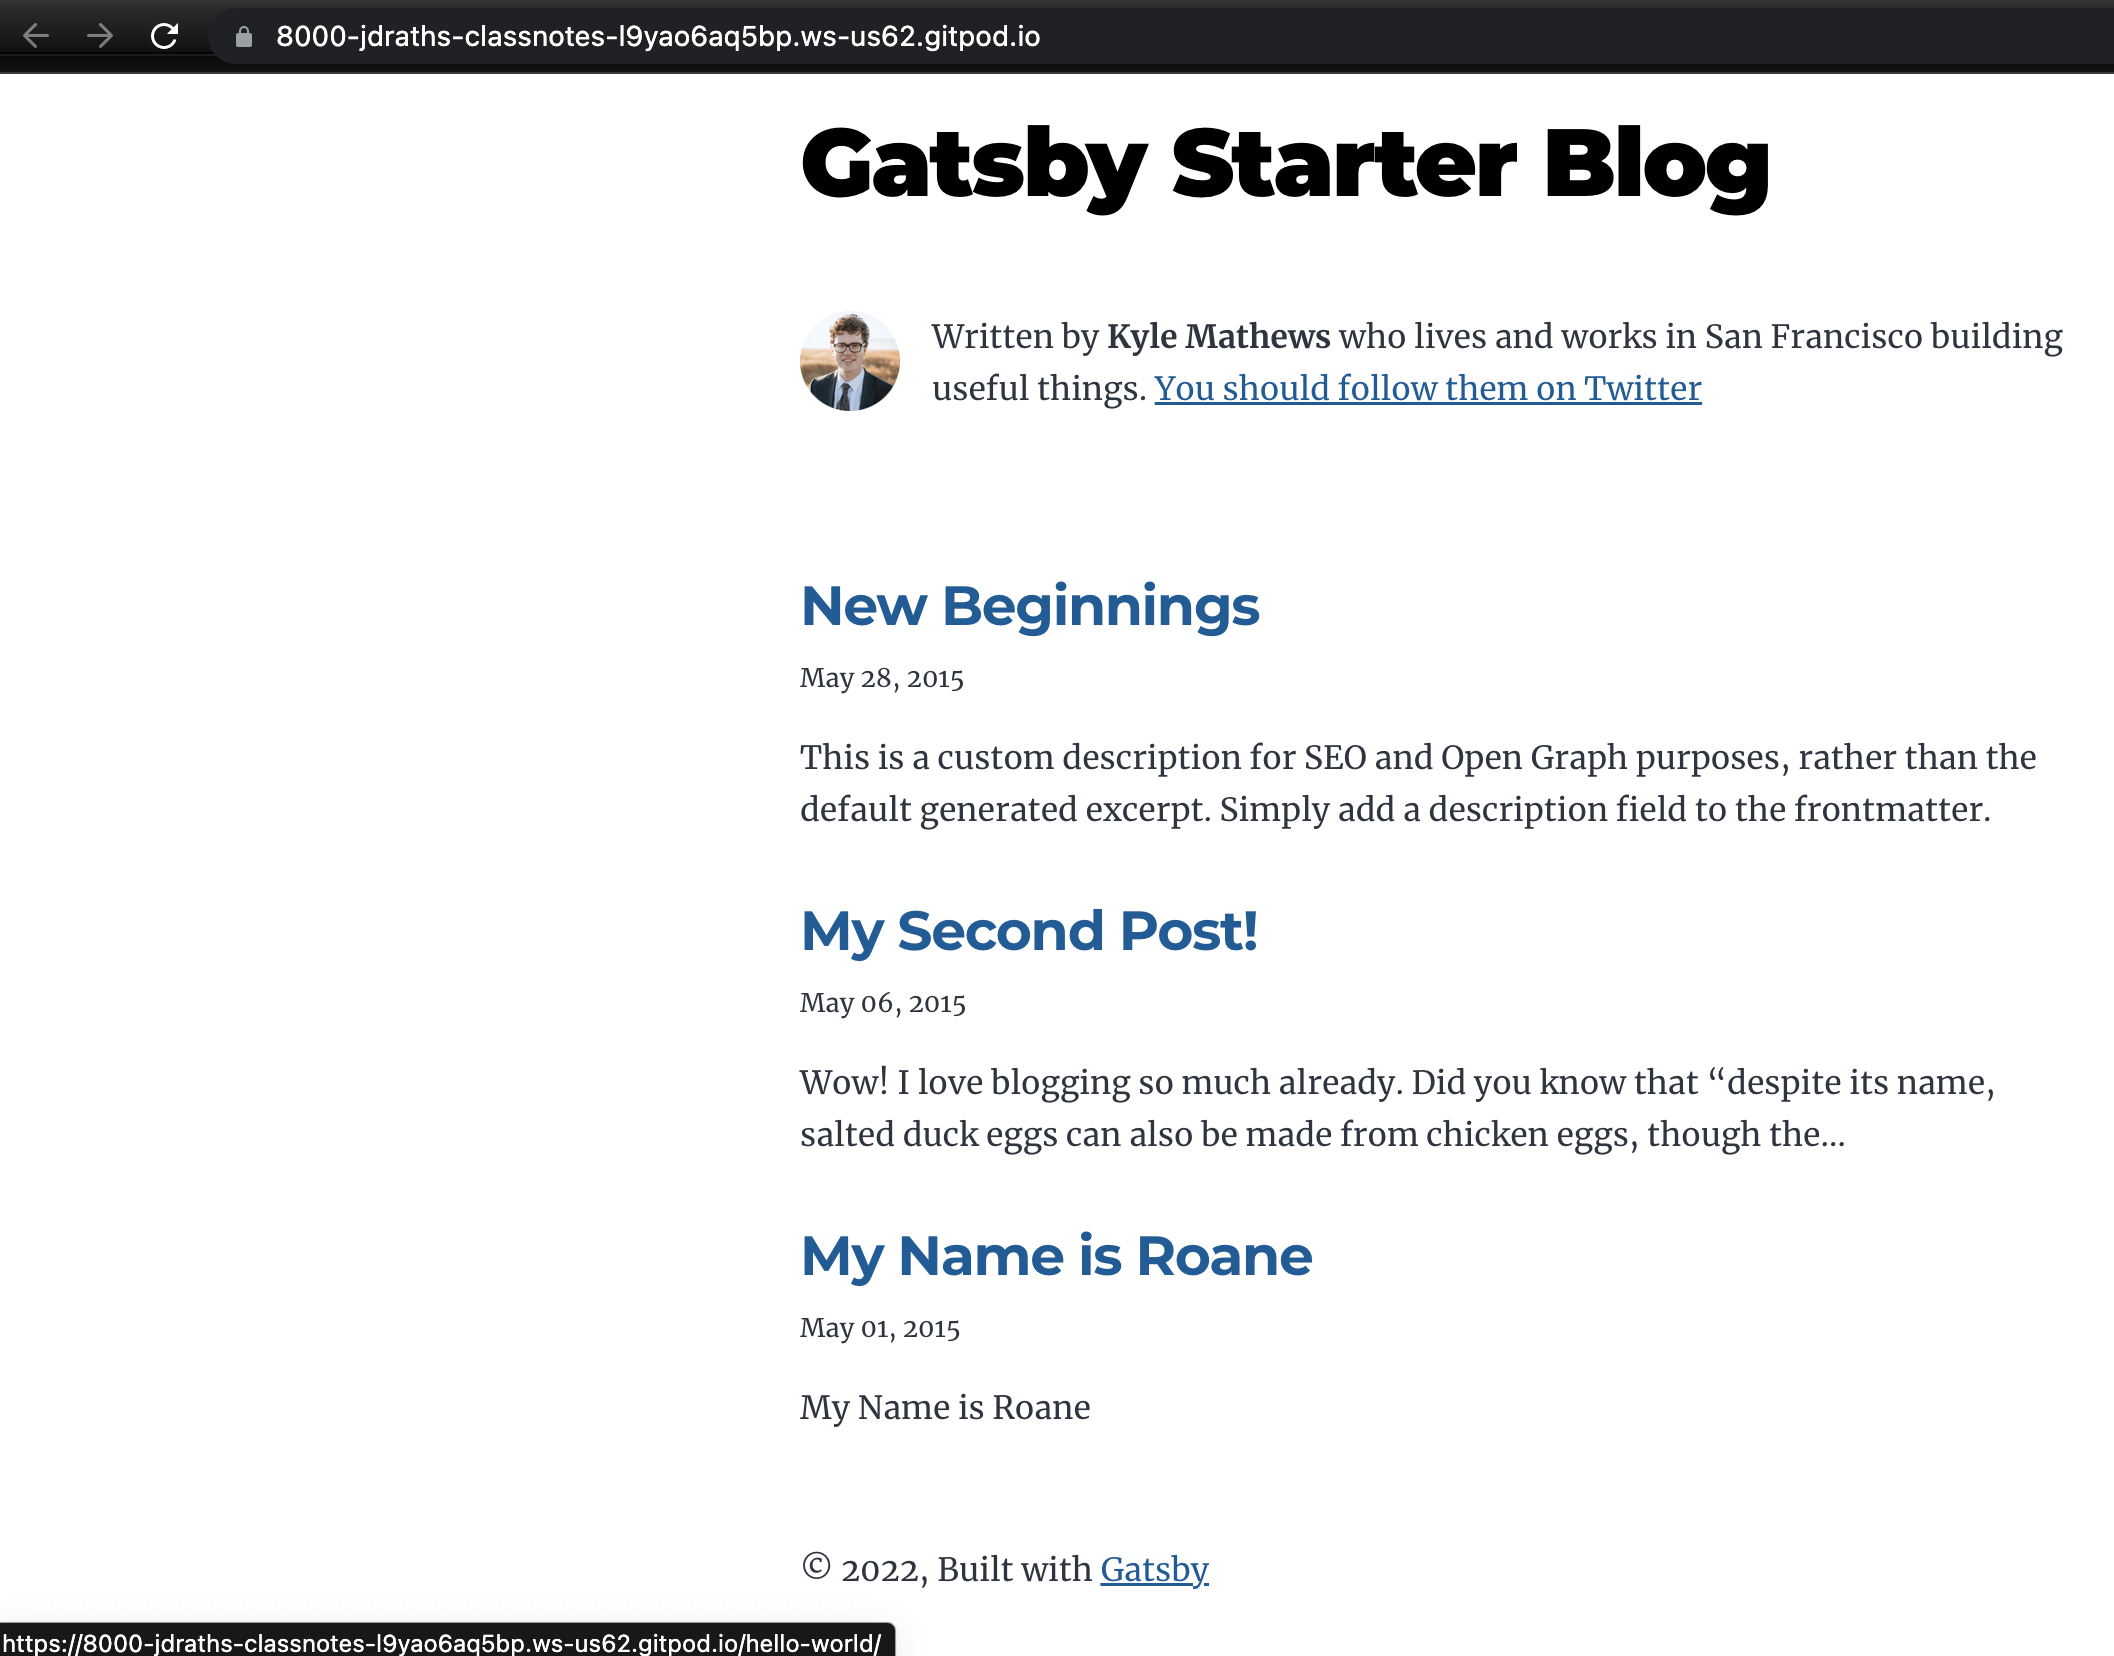 8000-jdraths-classnotes-l9yao6aq5bp.ws-us62.gitpod.io
Gatsby Starter Blog
Written by Kyle Mathews who lives and works in San Francisco building
useful things. You should follow them on Twitter
New Beginnings
May 28, 2015
This is a custom description for SEO and Open Graph purposes, rather than the
default generated excerpt. Simply add a description field to the frontmatter.
My Second Post!
May 06, 2015
Wow! I love blogging so much already. Did you know that “despite its name,
salted duck eggs can also be made from chicken eggs, though the…
My Name is Roane
May 01, 2015
My Name is Roane
© 2022, Built with Gatsby
https://8000-jdraths-classnotes-l9yao6aq5bp.ws-us62.gitpod.io/hello-world/